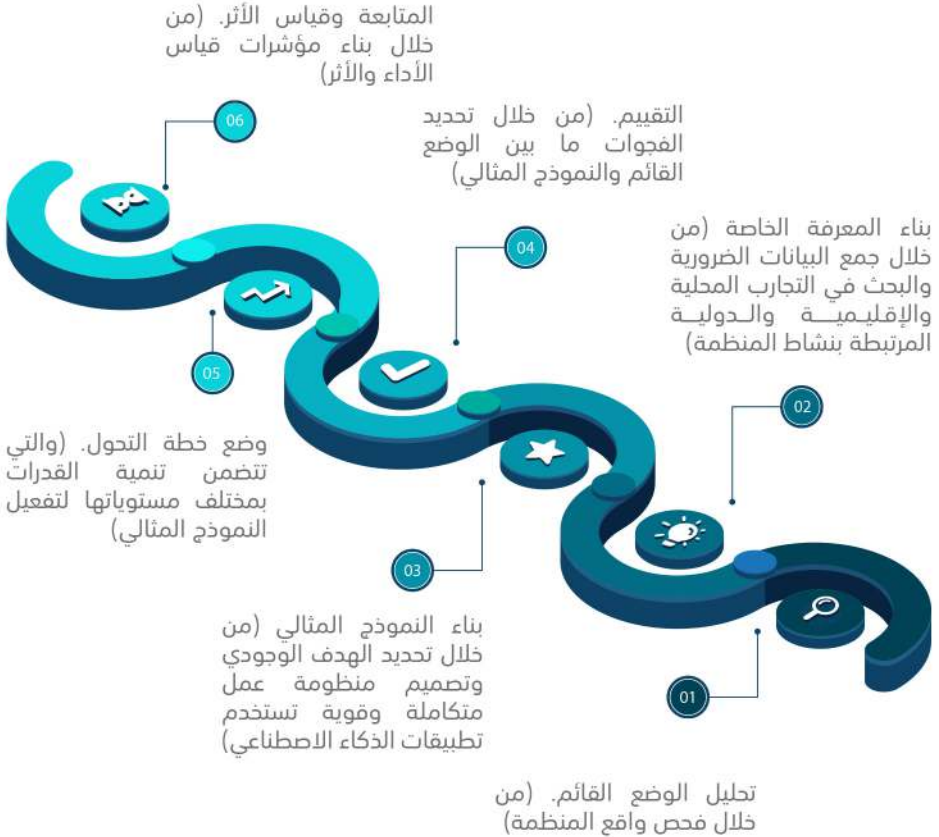 المتابعة وقياس الأثر. (من
خلال بناء مؤشرات قياس
الأداء والأثر)
06
التقييم. (من خلال تحديد
الفجوات ما بين الوضع
القائم والنموذج المثالي)
04
بناء المعرفة الخاصة (من
خلال جمع البيانات الضرورية
والبحث في التجارب المحلية
والإقليمية والدولية
المرتبطة بنشاط المنظمة)
02
05
وضع خطة التحول. (والتي
تتضمن تنمية القدرات
بمختلف مستوياتها لتفعيل
النموذج المثالي)
03
بناء النموذج المثالي (من
خلال تحديد الهدف الوجودي
وتصميم منظومة عمل
متكاملة وقوية تستخدم
تطبيقات الذكاء الاصطناعي)
01
تحليل الوضع القائم. (من
خلال فحص واقع المنظمة)